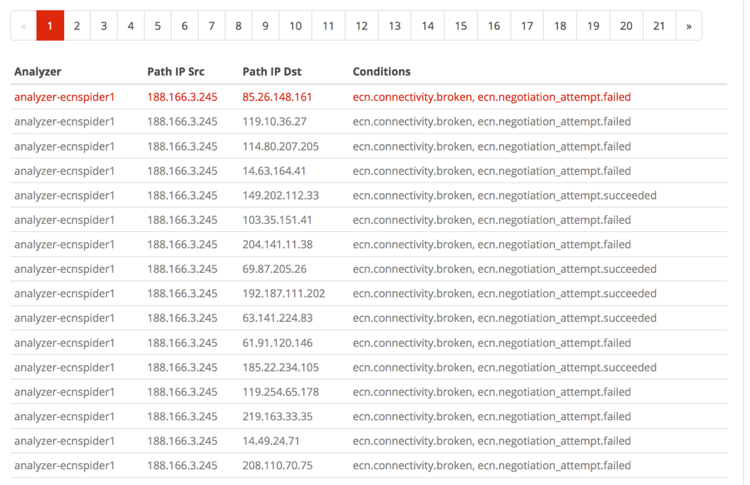 « 1 2 3 4 5 6 7 8 9 10 11 12 13 14 15 16 17 18 19 20 21 »
Analyzer Path IP Src Path IP Dst Conditions
analyzer-ecnspider1 188.166.3.245 85.26.148.161 ecn.connectivity.broken, ecn.negotiation_attempt.failed
analyzer-ecnspider1 188.166.3.245 119.10.36.27 ecn.connectivity.broken, ecn.negotiation_attempt.failed
analyzer-ecnspider1 188.166.3.245 114.80.207.205 ecn.connectivity.broken, ecn.negotiation_attempt.failed
analyzer-ecnspider1 188.166.3.245 14.63.164.41 ecn.connectivity.broken, ecn.negotiation_attempt.failed
analyzer-ecnspider1 188.166.3.245 149.202.112.33 ecn.connectivity.broken, ecn.negotiation_attempt.succeeded
analyzer-ecnspider1 188.166.3.245 103.35.151.41 ecn.connectivity.broken, ecn.negotiation_attempt.failed
analyzer-ecnspider1 188.166.3.245 204.141.11.38 ecn.connectivity.broken, ecn.negotiation_attempt.failed
analyzer-ecnspider1 188.166.3.245 69.87.205.26 ecn.connectivity.broken, ecn.negotiation_attempt.succeeded
analyzer-ecnspider1 188.166.3.245 192.187.111.202 ecn.connectivity.broken, ecn.negotiation_attempt.succeeded
analyzer-ecnspider1 188.166.3.245 63.141.224.83 ecn.connectivity.broken, ecn.negotiation_attempt.succeeded
analyzer-ecnspider1 188.166.3.245 61.91.120.146 ecn.connectivity.broken, ecn.negotiation_attempt.failed
analyzer-ecnspider1 188.166.3.245 185.22.234.105 ecn.connectivity.broken, ecn.negotiation_attempt.succeeded
analyzer-ecnspider1 188.166.3.245 119.254.65.178 ecn.connectivity.broken, ecn.negotiation_attempt.failed
analyzer-ecnspider1 188.166.3.245 219.163.33.35 ecn.connectivity.broken, ecn.negotiation_attempt.failed
analyzer-ecnspider1 188.166.3.245 14.49.24.71 ecn.connectivity.broken, ecn.negotiation_attempt.failed
analyzer-ecnspider1 188.166.3.245 208.110.70.75 ecn.connectivity.broken, ecn.negotiation_attempt.failed